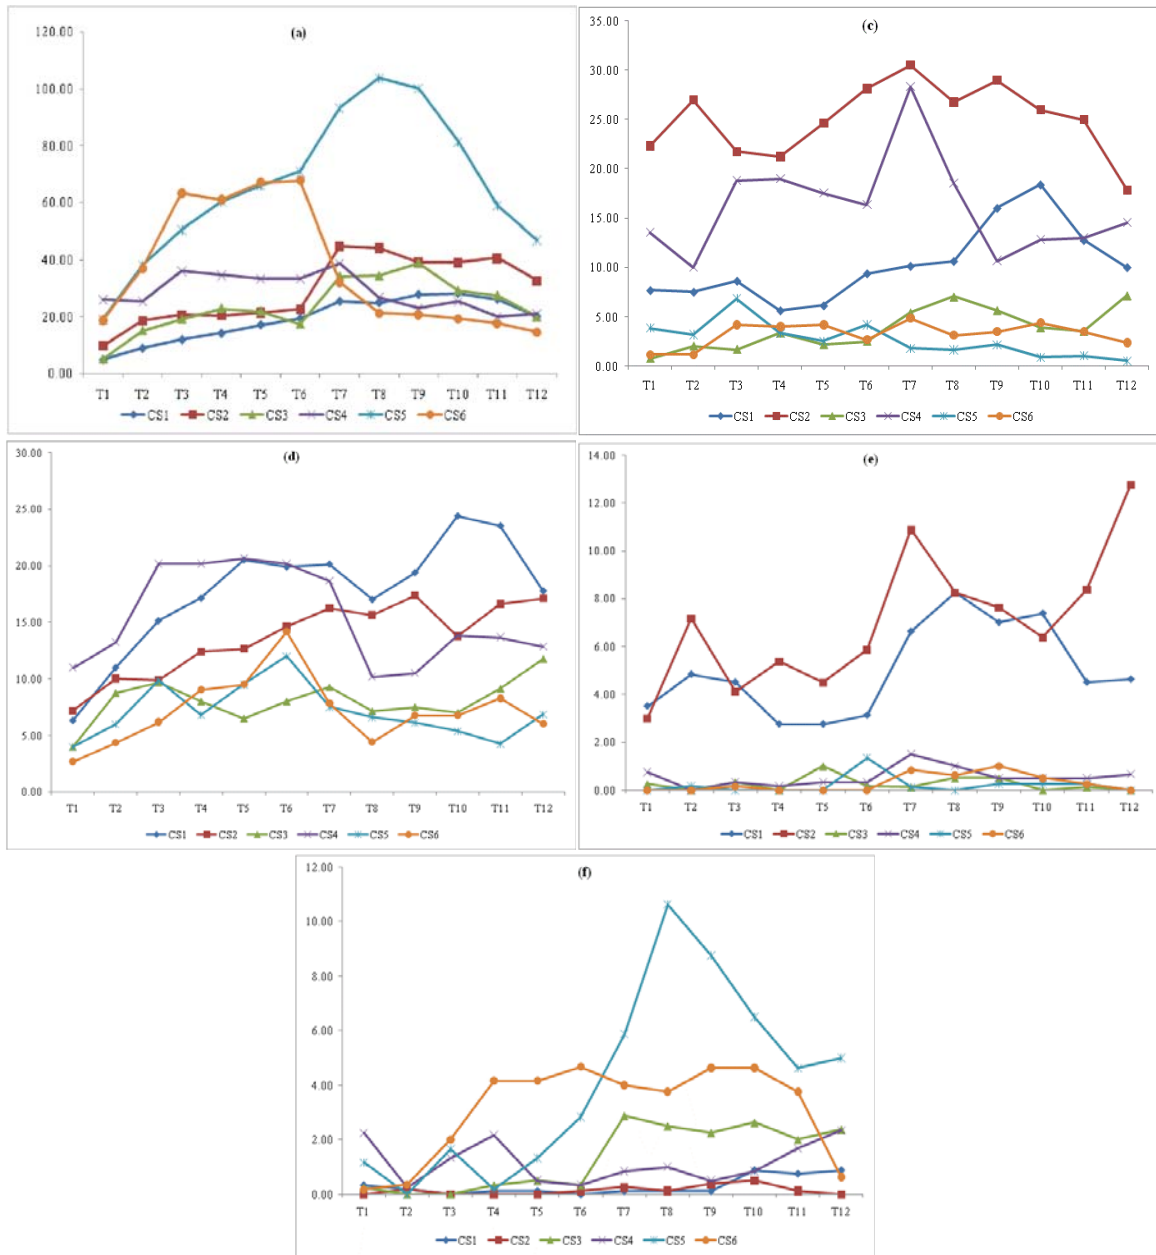 (a)
120.00
100.00
80.00
60.00
40.00
20.00
0.00
T1 T2 T3 T4 T5 T6 T7 T8 T9 T10 T11 T12
CS1 CS2 CS3 CS4 CS5 CS6
(c)
35.00
30.00
25.00
20.00
15.00
10.00
5.00
0.00
T1 T2 T3 T4 T5 T6 T7 T8 T9 T10 T11 T12
CS1 CS2 CS3 CS4 CS5 CS6
(d)
30.00
25.00
20.00
15.00
10.00
5.00
0.00
T1 T2 T3 T4 T5 T6 T7 T8 T9 T10 T11 T12
CS1 CS2 CS3 CS4 CS5 CS6
(e)
14.00
12.00
10.00
8.00
6.00
4.00
2.00
0.00
T1 T2 T3 T4 T5 T6 T7 T8 T9 T10 T11 T12
CS1 CS2 CS3 CS4 CS5 CS6
(f)
12.00
10.00
8.00
6.00
4.00
2.00
0.00
T1 T2 T3 T4 T5 T6 T7 T8 T9 T10 T11 T12
CS1 CS2 CS3 CS4 CS5 CS6